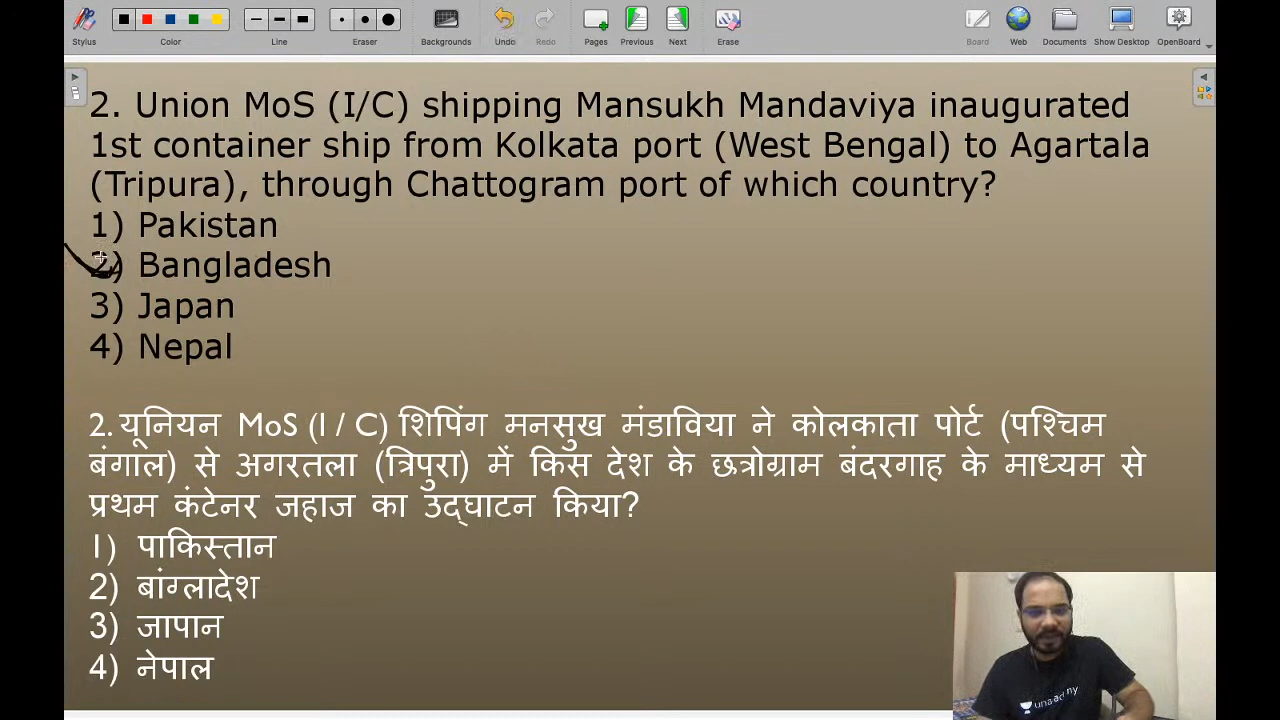 Stylus Color Line Eraser Backgrounds Undo Redo Pages Previous Next Erase Board Web Documents Show Desktop OpenBoard
2. Union MoS (I/C) shipping Mansukh Mandaviya inaugurated
1st container ship from Kolkata port (West Bengal) to Agartala
(Tripura), through Chattogram port of which country?
1) Pakistan
2) Bangladesh
3) Japan
4) Nepal
2. यूनियन MoS (I / C) शिपिंग मनसुख मंडाविया ने कोलकाता पोर्ट (पश्चिम
बंगाल) से अगरतला (त्रिपुरा) में किस देश के छत्रोग्राम बंदरगाह के माध्यम से
प्रथम कंटेनर जहाज का उद्घाटन किया?
1) पाकिस्तान
2) बांग्लादेश
3) जापान
4) नेपाल
unacademy